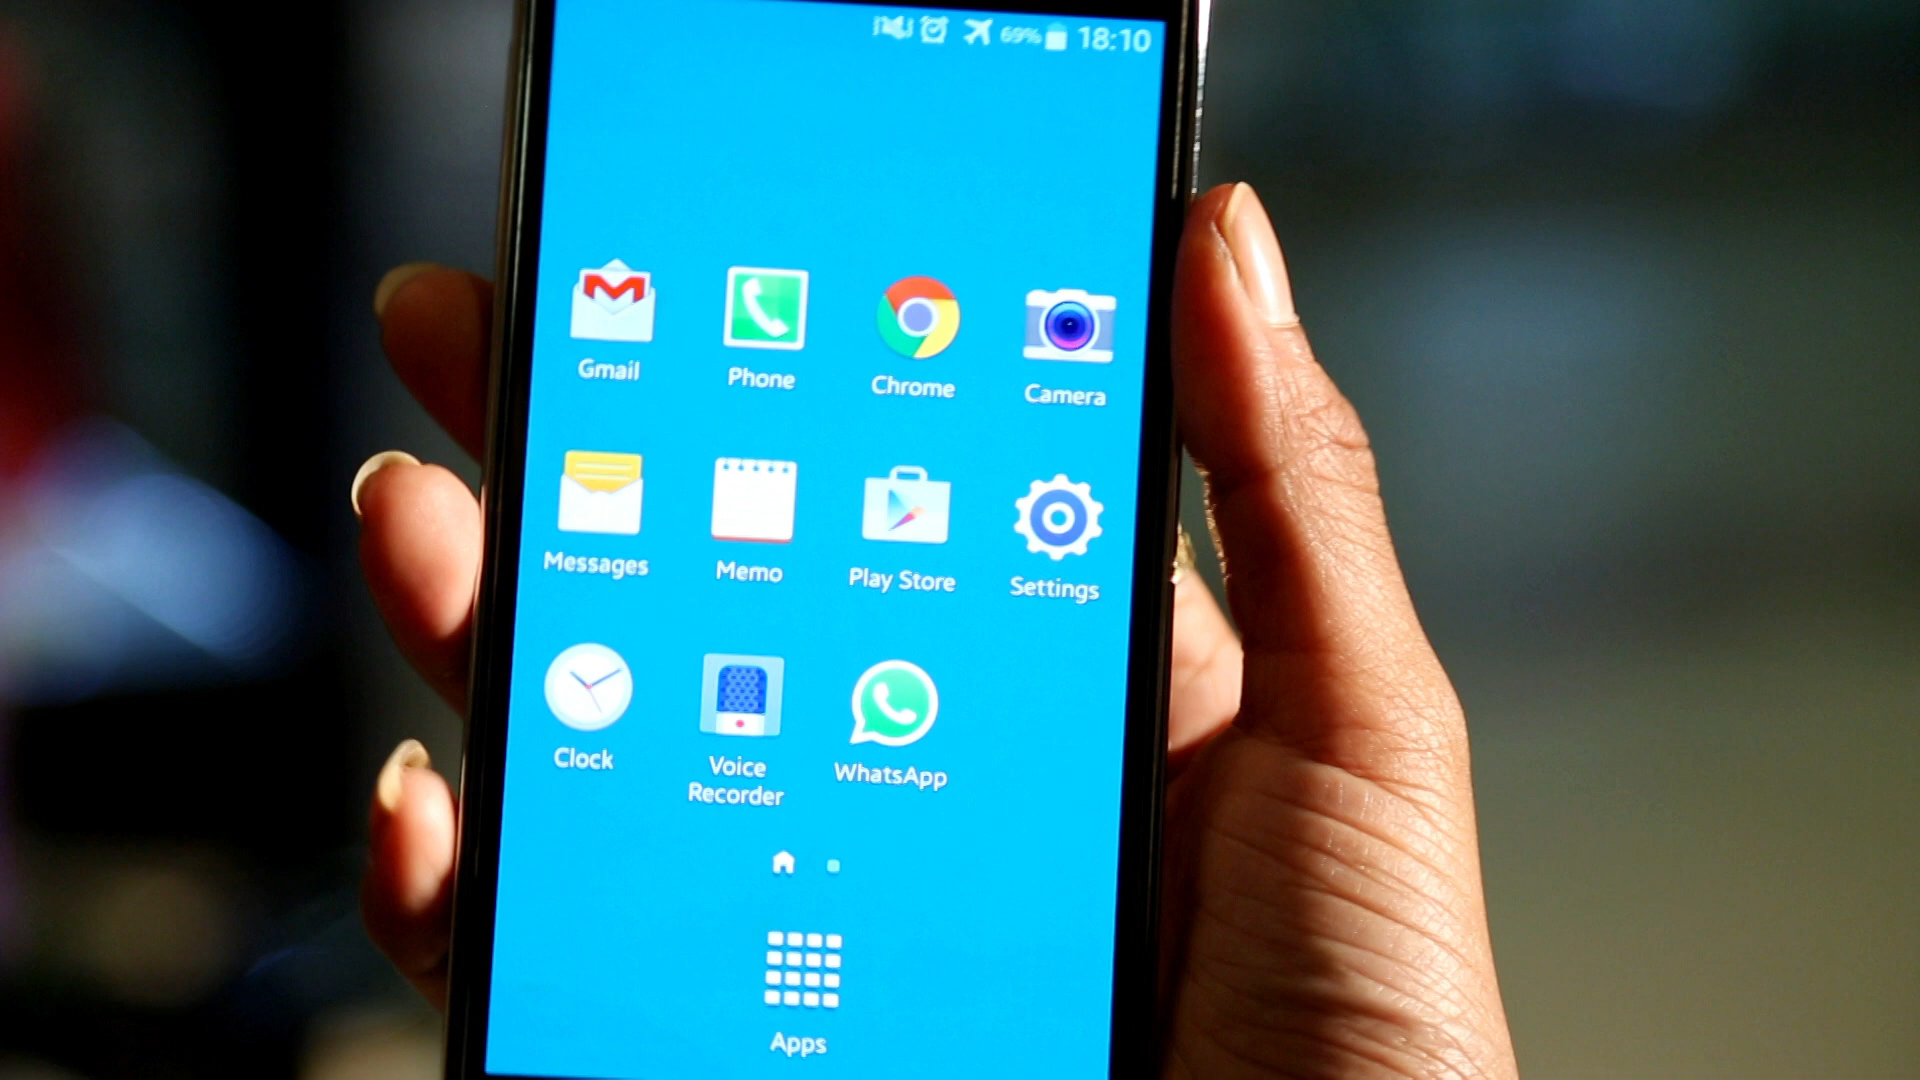 69% 18:10
Gmail Phone Chrome Camera
Messages Memo Play Store Settings
Clock Voice Recorder WhatsApp
Apps